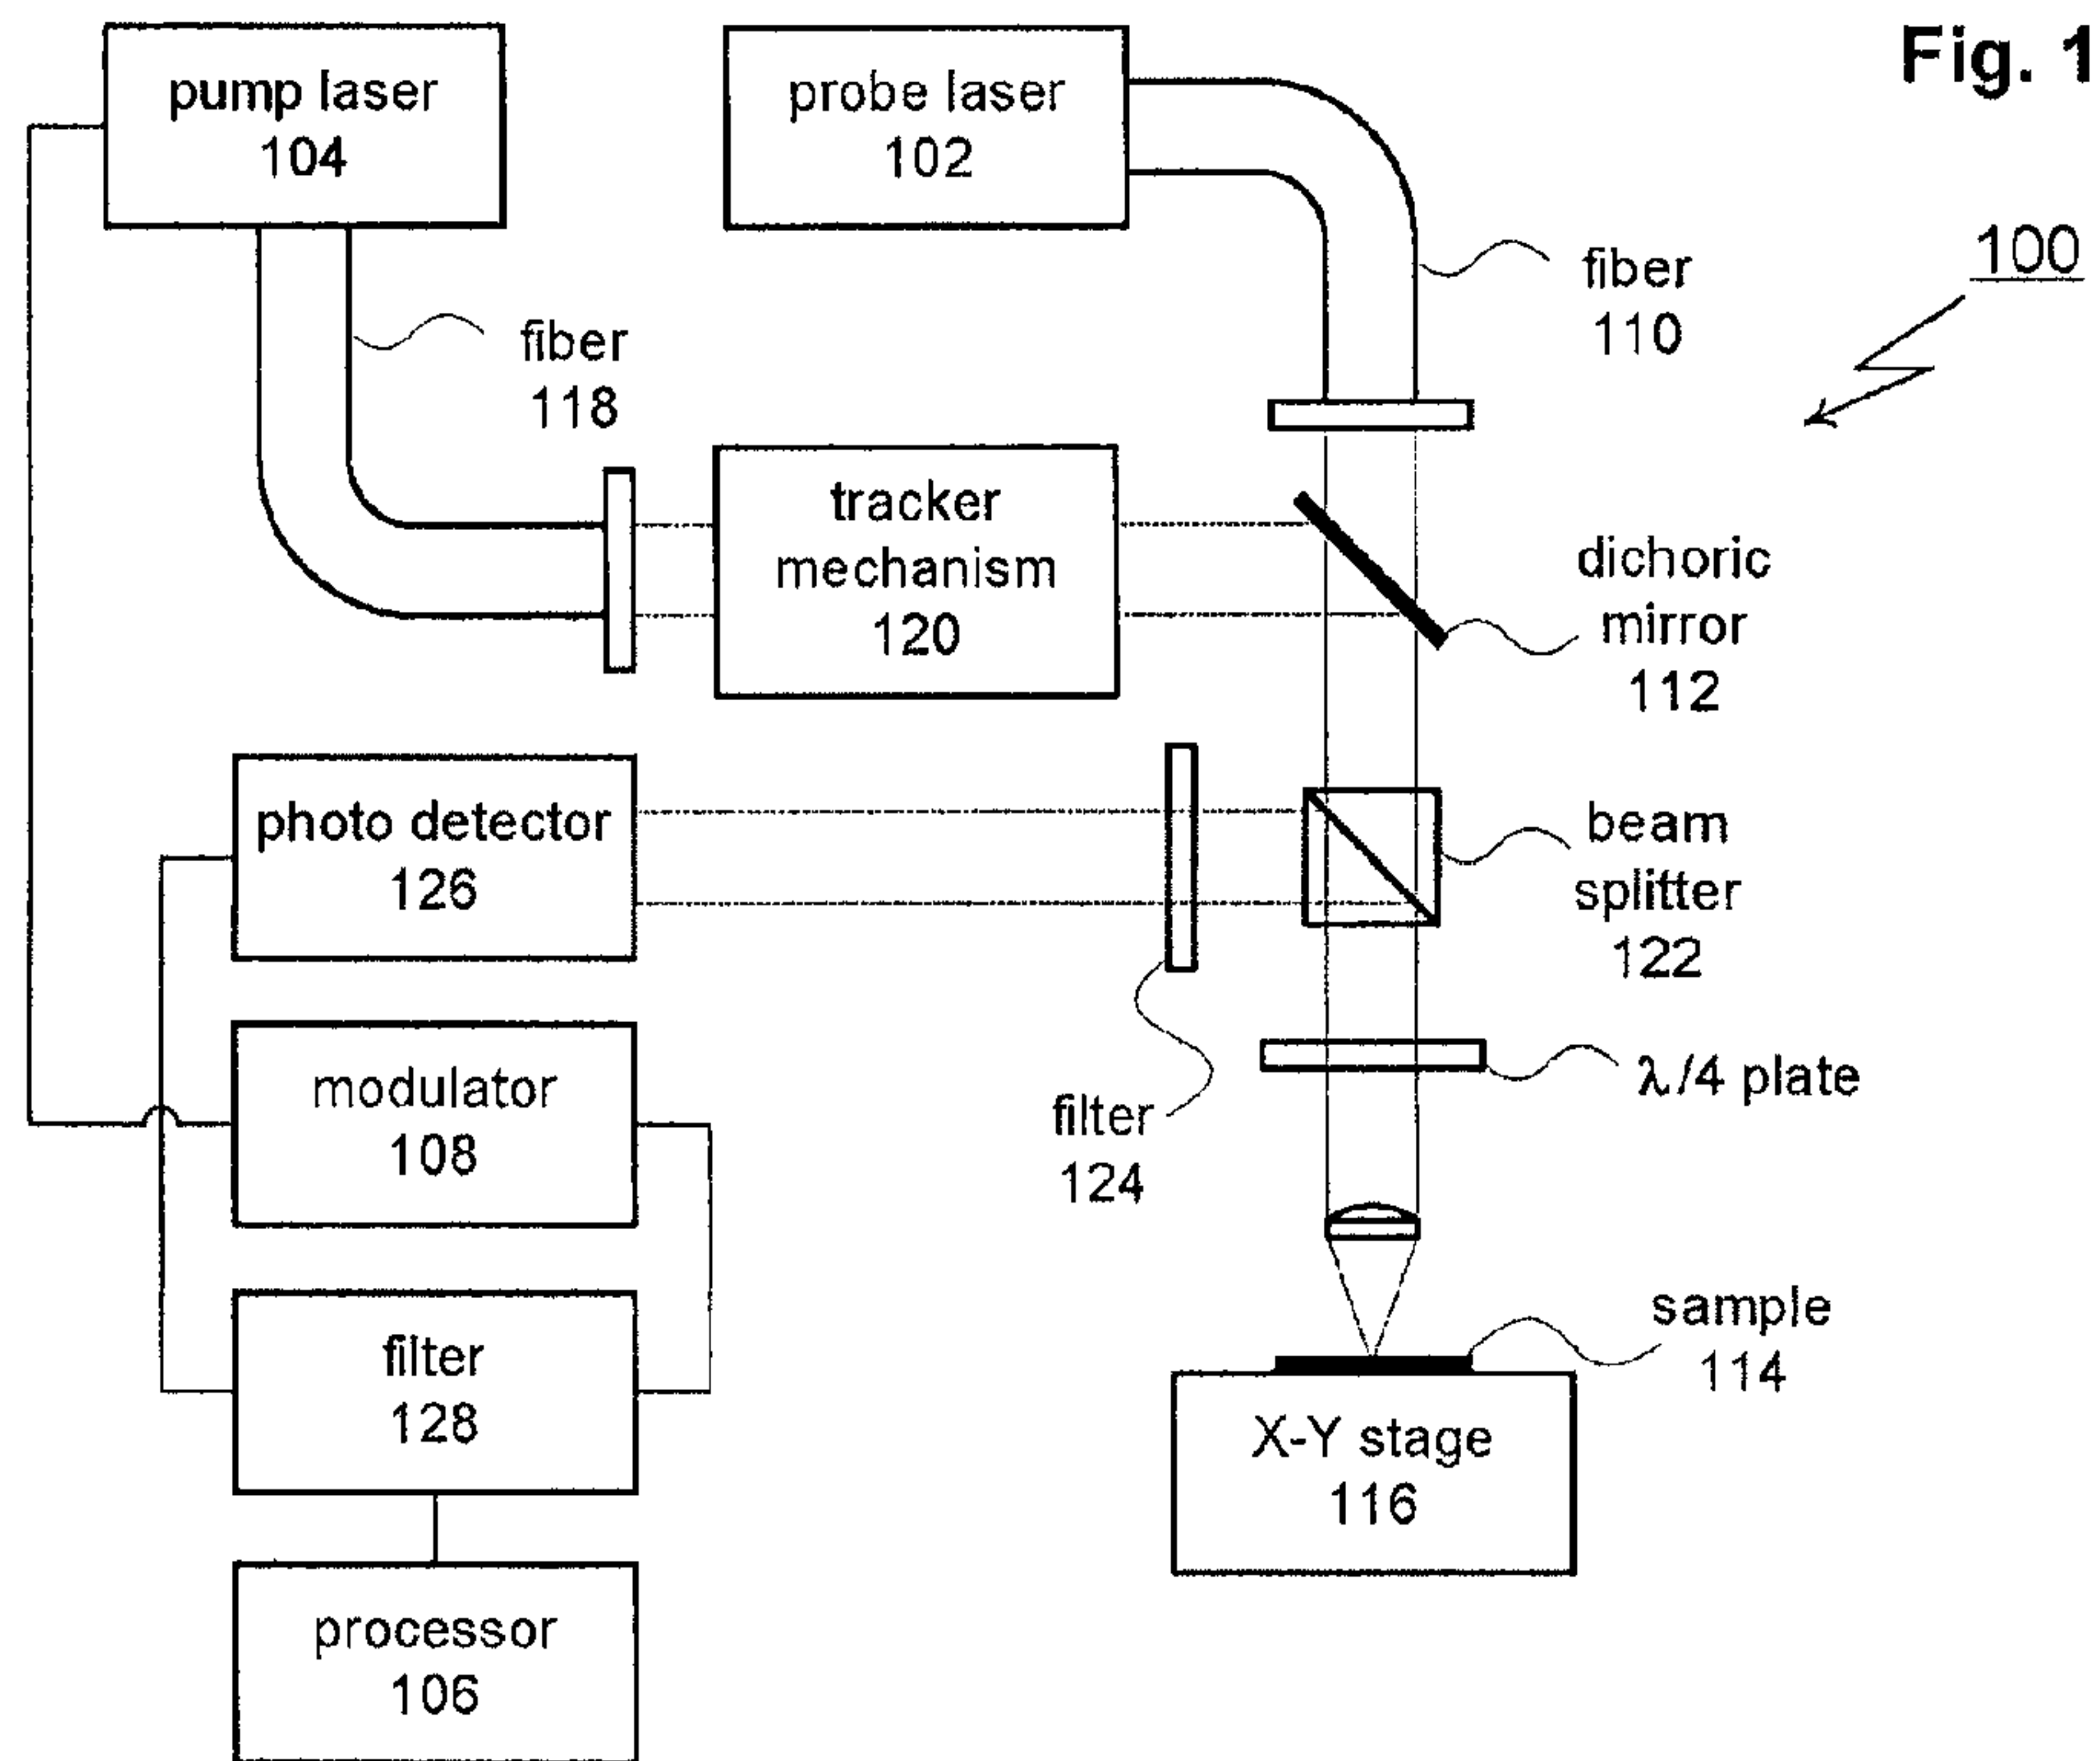 Fig. 1
pump laser
104
probe laser
102
100
fiber
110
fiber
118
tracker
mechanism
120
dichoric
mirror
112
photo detector
126
beam
splitter
122
modulator
108
λ/4 plate
filter
124
filter
128
sample
114
X-Y stage
116
processor
106